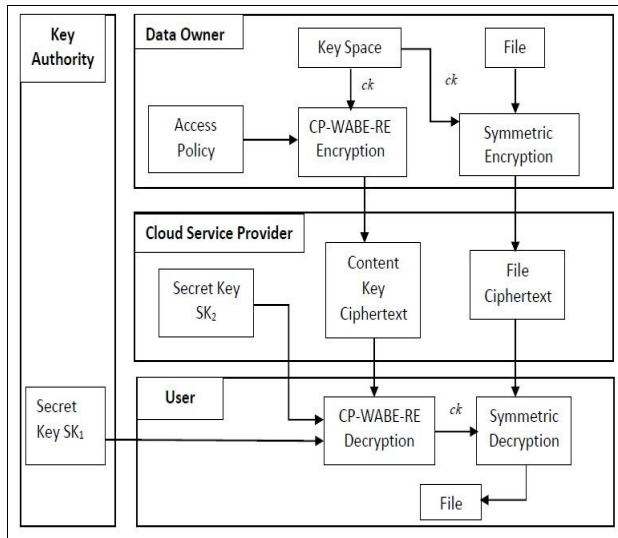 Key
Authority
Data Owner
Key Space
File
ck
ck
Access
Policy
CP-WABE-RE
Encryption
Symmetric
Encryption
Cloud Service Provider
Secret Key
SK₂
Content
Key
Ciphertext
File
Ciphertext
User
Secret
Key SK₁
CP-WABE-RE
Decryption
ck
Symmetric
Decryption
File